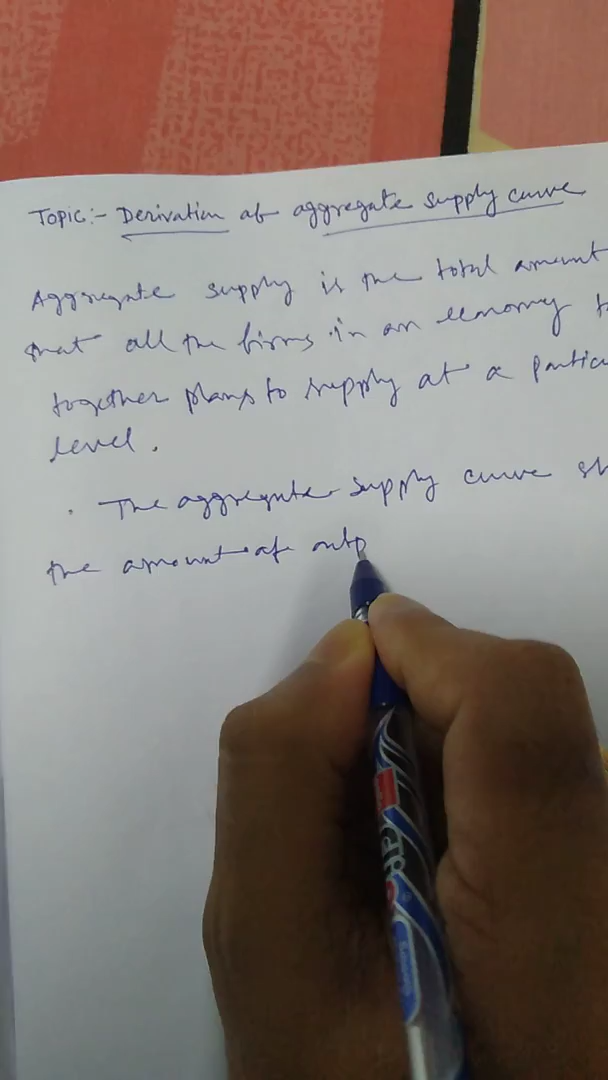 Topic:- Derivation of aggregate supply curve
Aggregate supply is the total amount
that all the firms in an economy
together plans to supply at a
level.
. The aggregate supply curve
the amount of outp